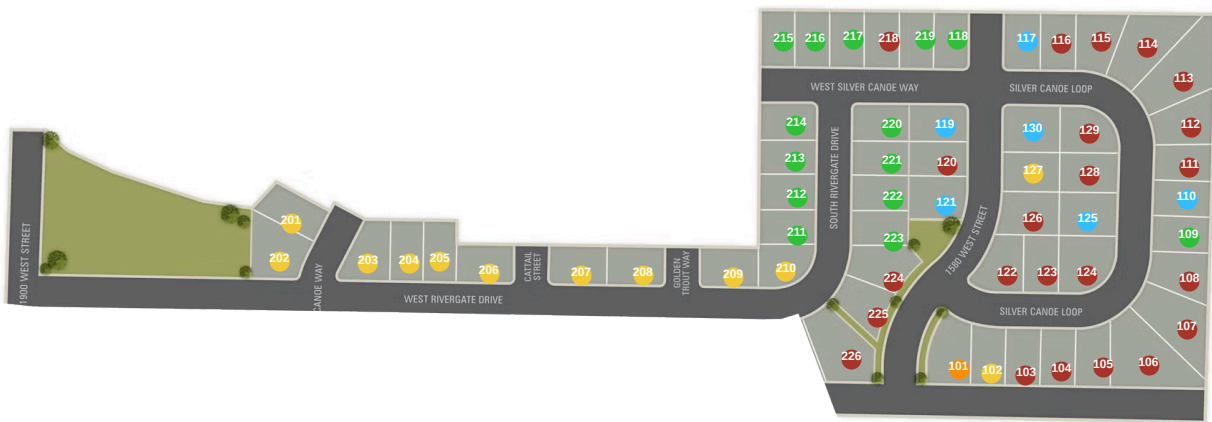 215 216 217 218 219 118 117 116 115 114
113
WEST SILVER CANOE WAY
SILVER CANOE LOOP
214 220 119 130 129 112
SOUTH RIVERGATE DRIVE
213 221 120 127 128 111
212 222 121 126 125 110
211 223 109
1580 WEST STREET
201
202
203 204 205 206 207 208 209 210
224 122 123 124 108
1900 WEST STREET
CANOE WAY
CATTAIL
STREET
GOLDEN
TROUT WAY
WEST RIVERGATE DRIVE
SILVER CANOE LOOP
225 107
226 101 102 103 104 105 106